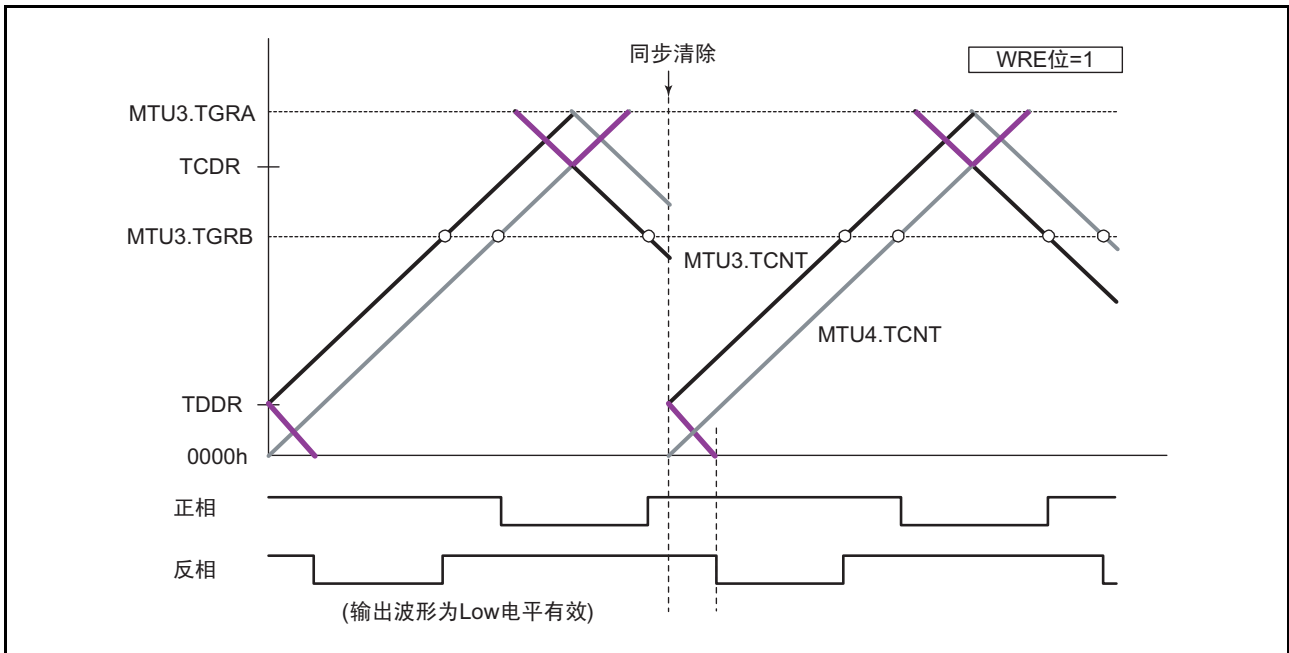 同步清除
WRE位=1
MTU3.TGRA
TCDR
MTU3.TGRB
MTU3.TCNT
MTU4.TCNT
TDDR
0000h
正相
反相
(输出波形为Low电平有效)